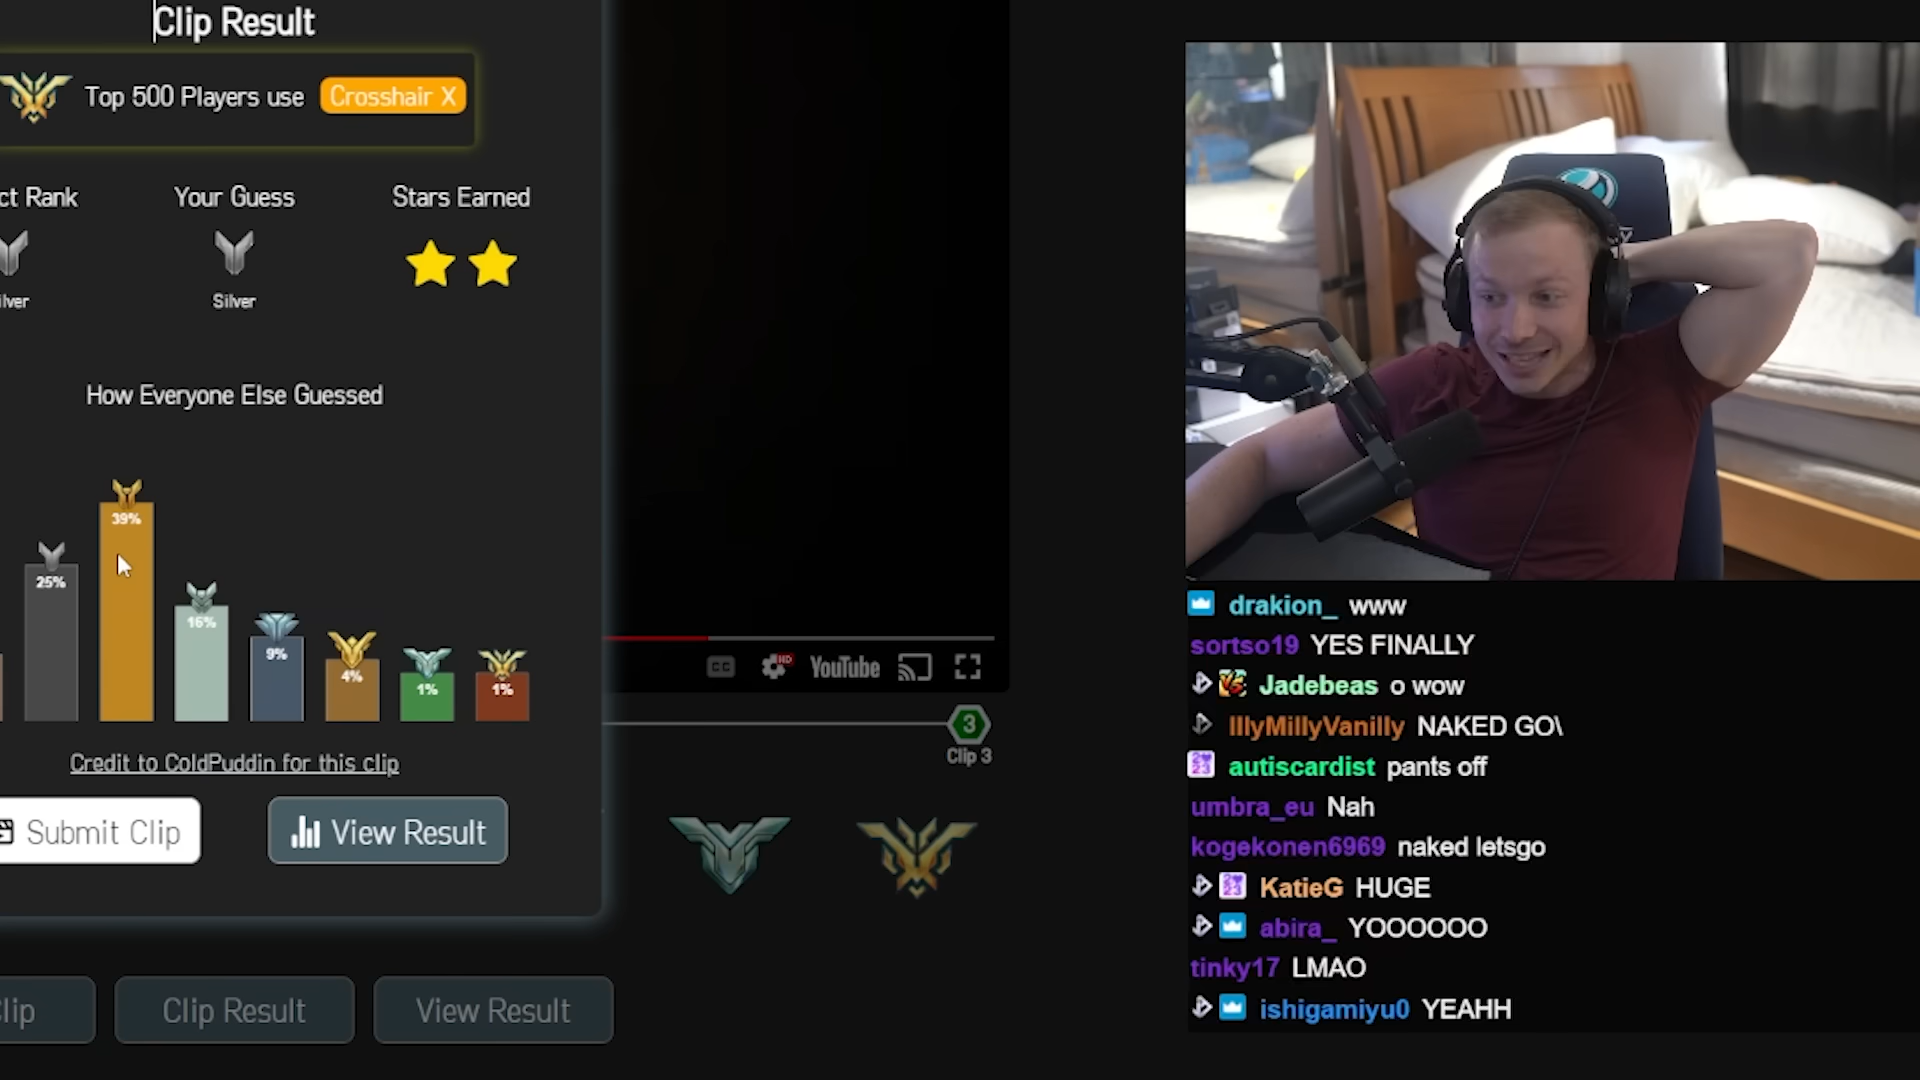 Clip Result
Top 500 Players use Crosshair X
ct Rank
Your Guess
Stars Earned
ilver
Silver
How Everyone Else Guessed
39%
25%
16%
9%
4%
1%
1%
Credit to ColdPuddin for this clip
Submit Clip
View Result
CC
HD
YouTube
3
Clip 3
lip
Clip Result
View Result
drakion_ www
sortso19 YES FINALLY
Jadebeas o wow
IllyMillyVanilly NAKED GO\
autiscardist pants off
umbra_eu Nah
kogekonen6969 naked letsgo
KatieG HUGE
abira_ YOOOOOO
tinky17 LMAO
ishigamiyu0 YEAHH